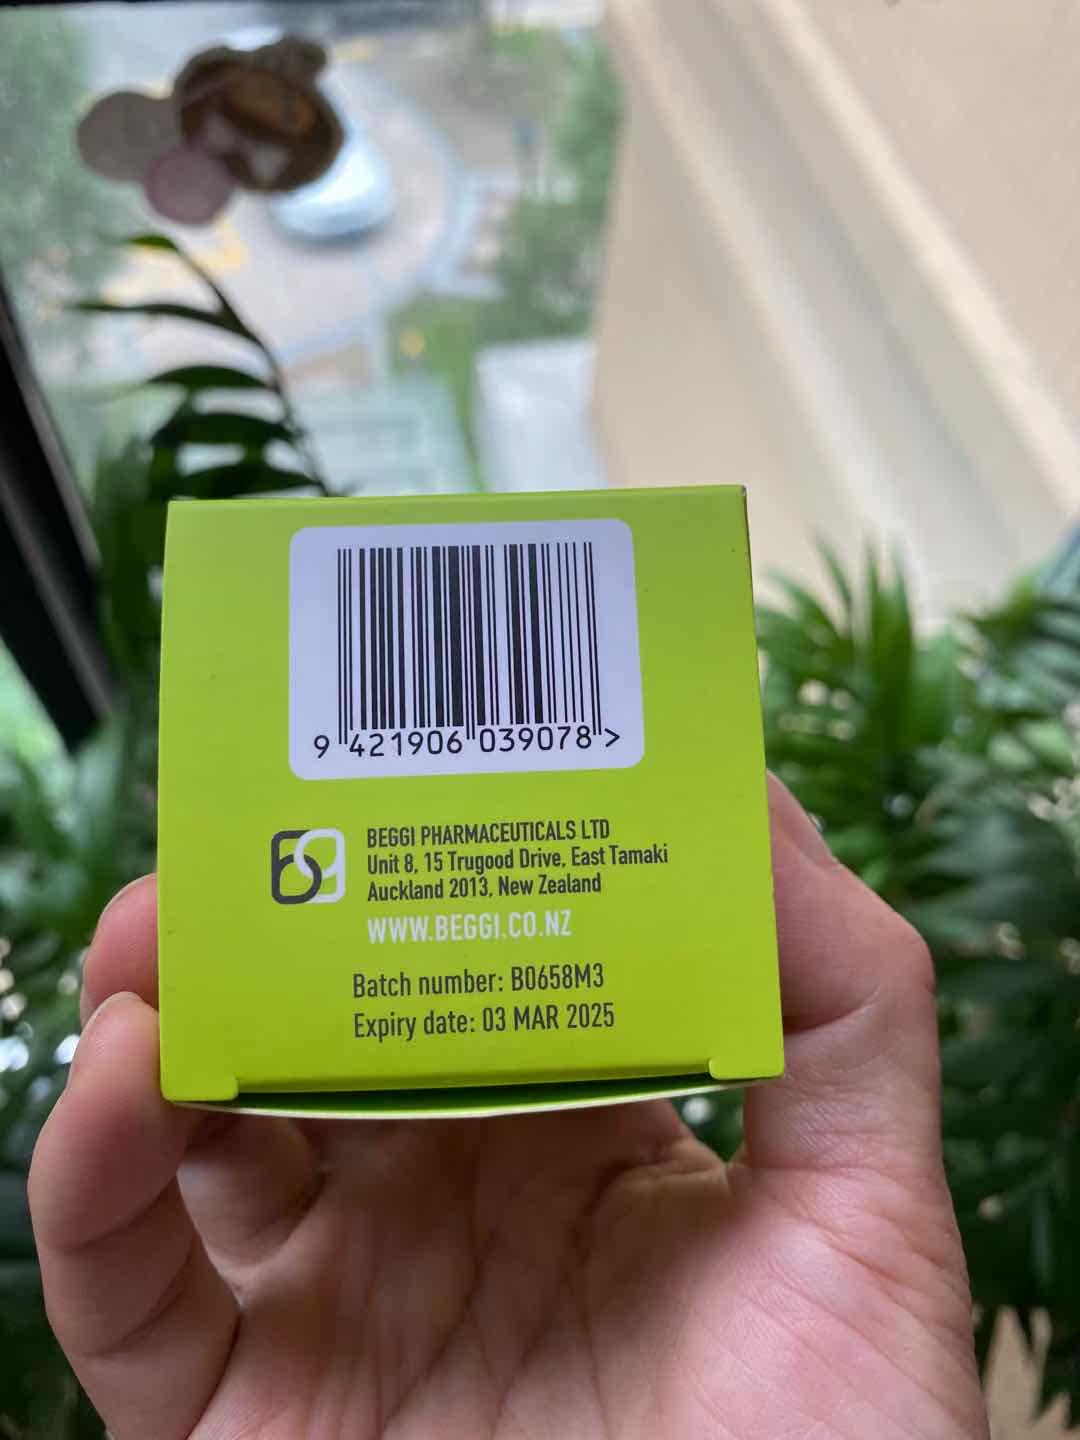 9 421906 039078 >
BEGGI PHARMACEUTICALS LTD
Unit 8, 15 Trugood Drive, East Tamaki
Auckland 2013, New Zealand
WWW.BEGGI.CO.NZ
Batch number: B0658M3
Expiry date: 03 MAR 2025